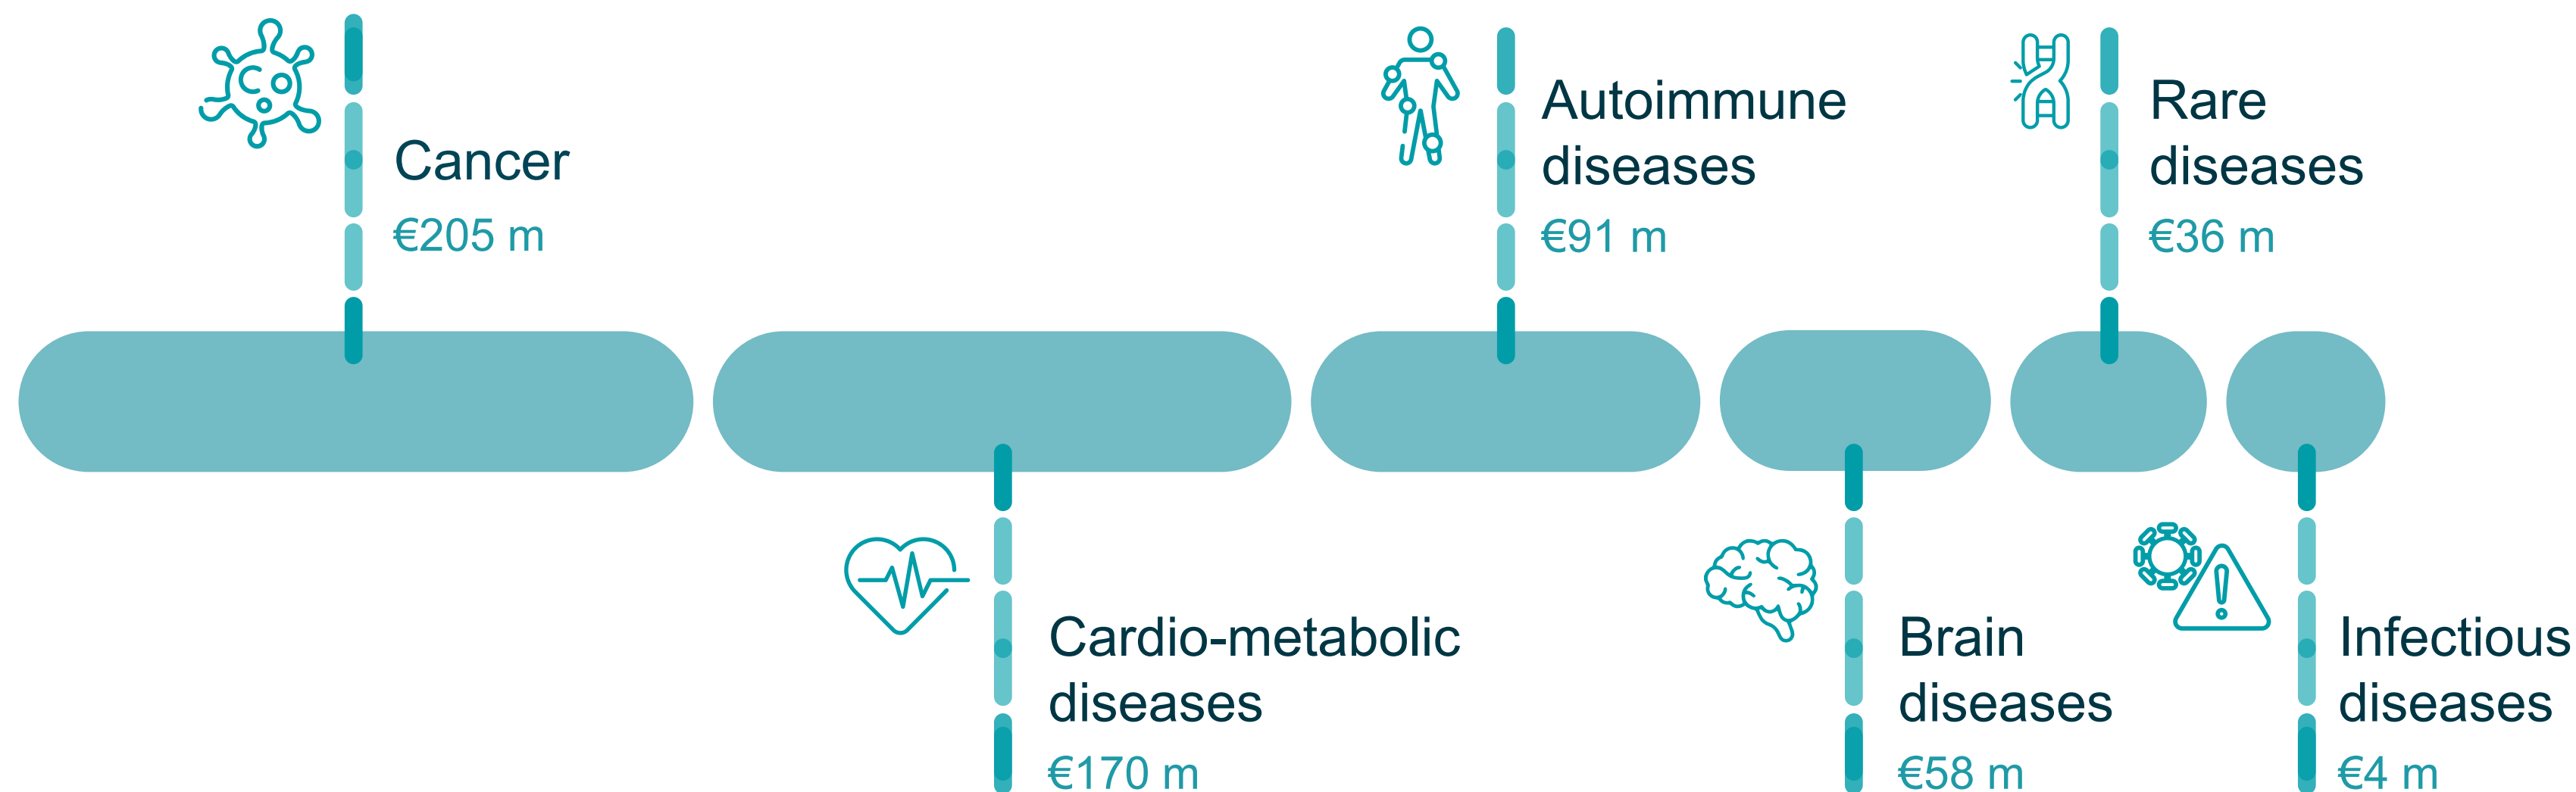 Cancer
€205 m
Autoimmune
diseases
€91 m
Rare
diseases
€36 m
Cardio-metabolic
diseases
€170 m
Brain
diseases
€58 m
Infectious
diseases
€4 m